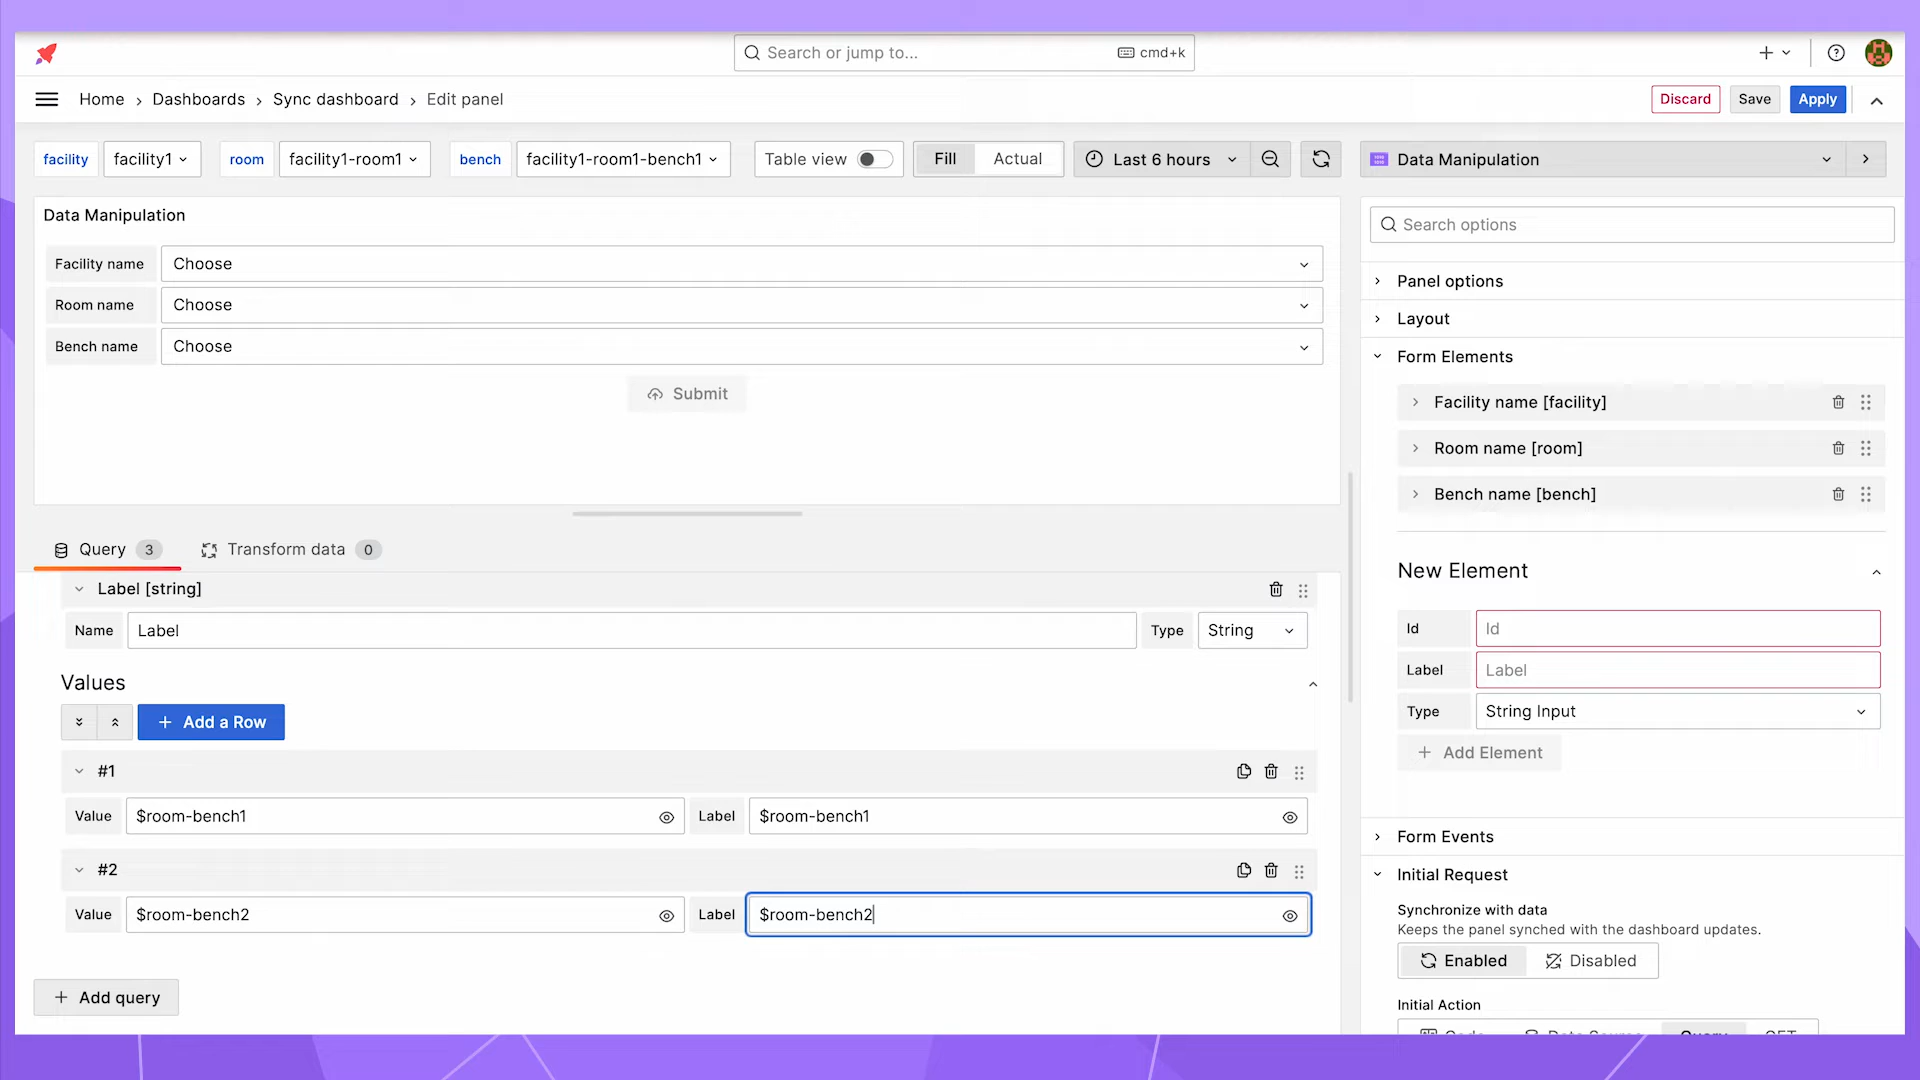 Search or jump to...
cmd+k
Home › Dashboards › Sync dashboard › Edit panel
Discard
Save
Apply
facility
facility1
room
facility1-room1
bench
facility1-room1-bench1
Table view
Fill
Actual
Last 6 hours
Data Manipulation
Data Manipulation
Facility name
Choose
Room name
Choose
Bench name
Choose
Submit
Query 3
Transform data 0
Label [string]
Name
Label
Type
String
Values
+ Add a Row
#1
Value
$room-bench1
Label
$room-bench1
#2
Value
$room-bench2
Label
$room-bench2
+ Add query
Search options
Panel options
Layout
Form Elements
Facility name [facility]
Room name [room]
Bench name [bench]
New Element
Id
Id
Label
Label
Type
String Input
+ Add Element
Form Events
Initial Request
Synchronize with data
Keeps the panel synched with the dashboard updates.
Enabled
Disabled
Initial Action
Code
Data Source
Query
GET